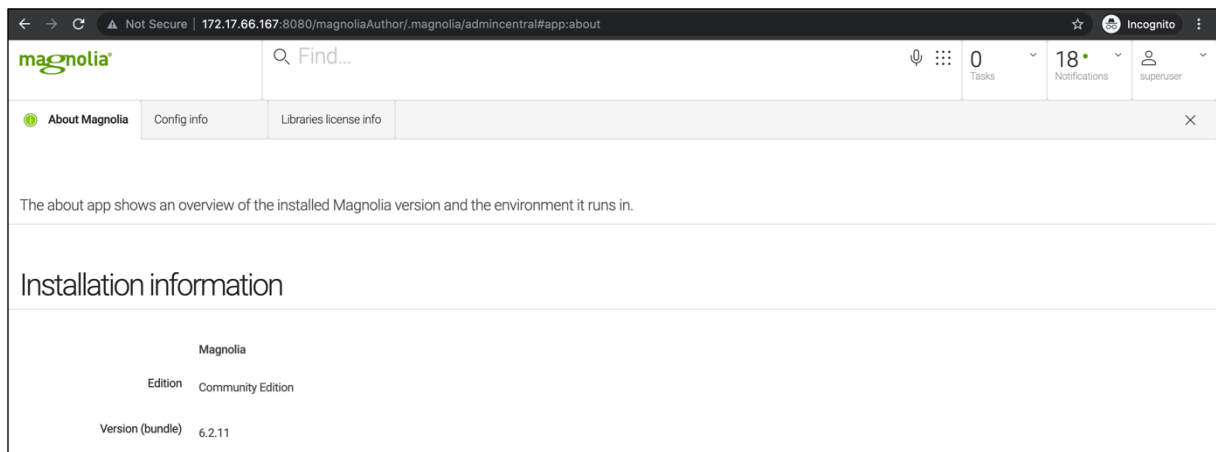 Not Secure | 172.17.66.167:8080/magnoliaAuthor/.magnolia/admincentral#app:about Incognito
magnolia® Find... 0 Tasks 18 Notifications superuser
About Magnolia Config info Libraries license info
The about app shows an overview of the installed Magnolia version and the environment it runs in.
Installation information
Magnolia
Edition Community Edition
Version (bundle) 6.2.11